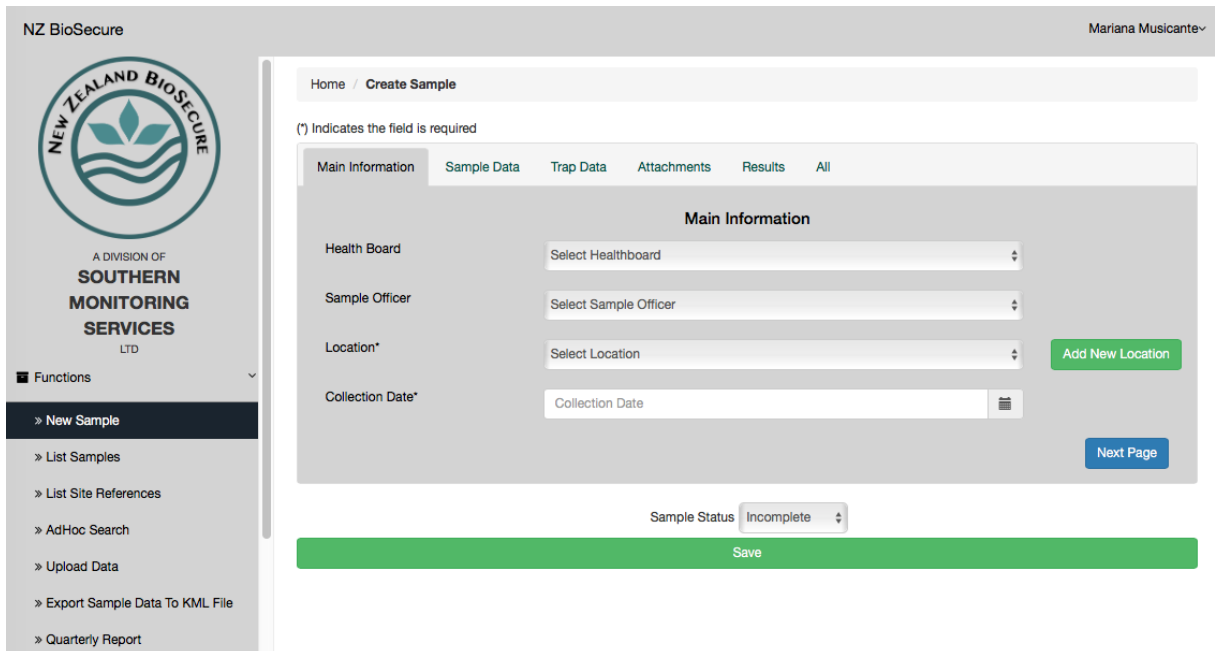 NZ BioSecure
Mariana Musicante
NEW ZEALAND BIOSECURE
A DIVISION OF
SOUTHERN
MONITORING
SERVICES
LTD
Functions
» New Sample
» List Samples
» List Site References
» AdHoc Search
» Upload Data
» Export Sample Data To KML File
» Quarterly Report
Home / Create Sample
(*) Indicates the field is required
Main Information Sample Data Trap Data Attachments Results All
Main Information
Health Board Select Healthboard
Sample Officer Select Sample Officer
Location* Select Location Add New Location
Collection Date* Collection Date
Next Page
Sample Status Incomplete
Save